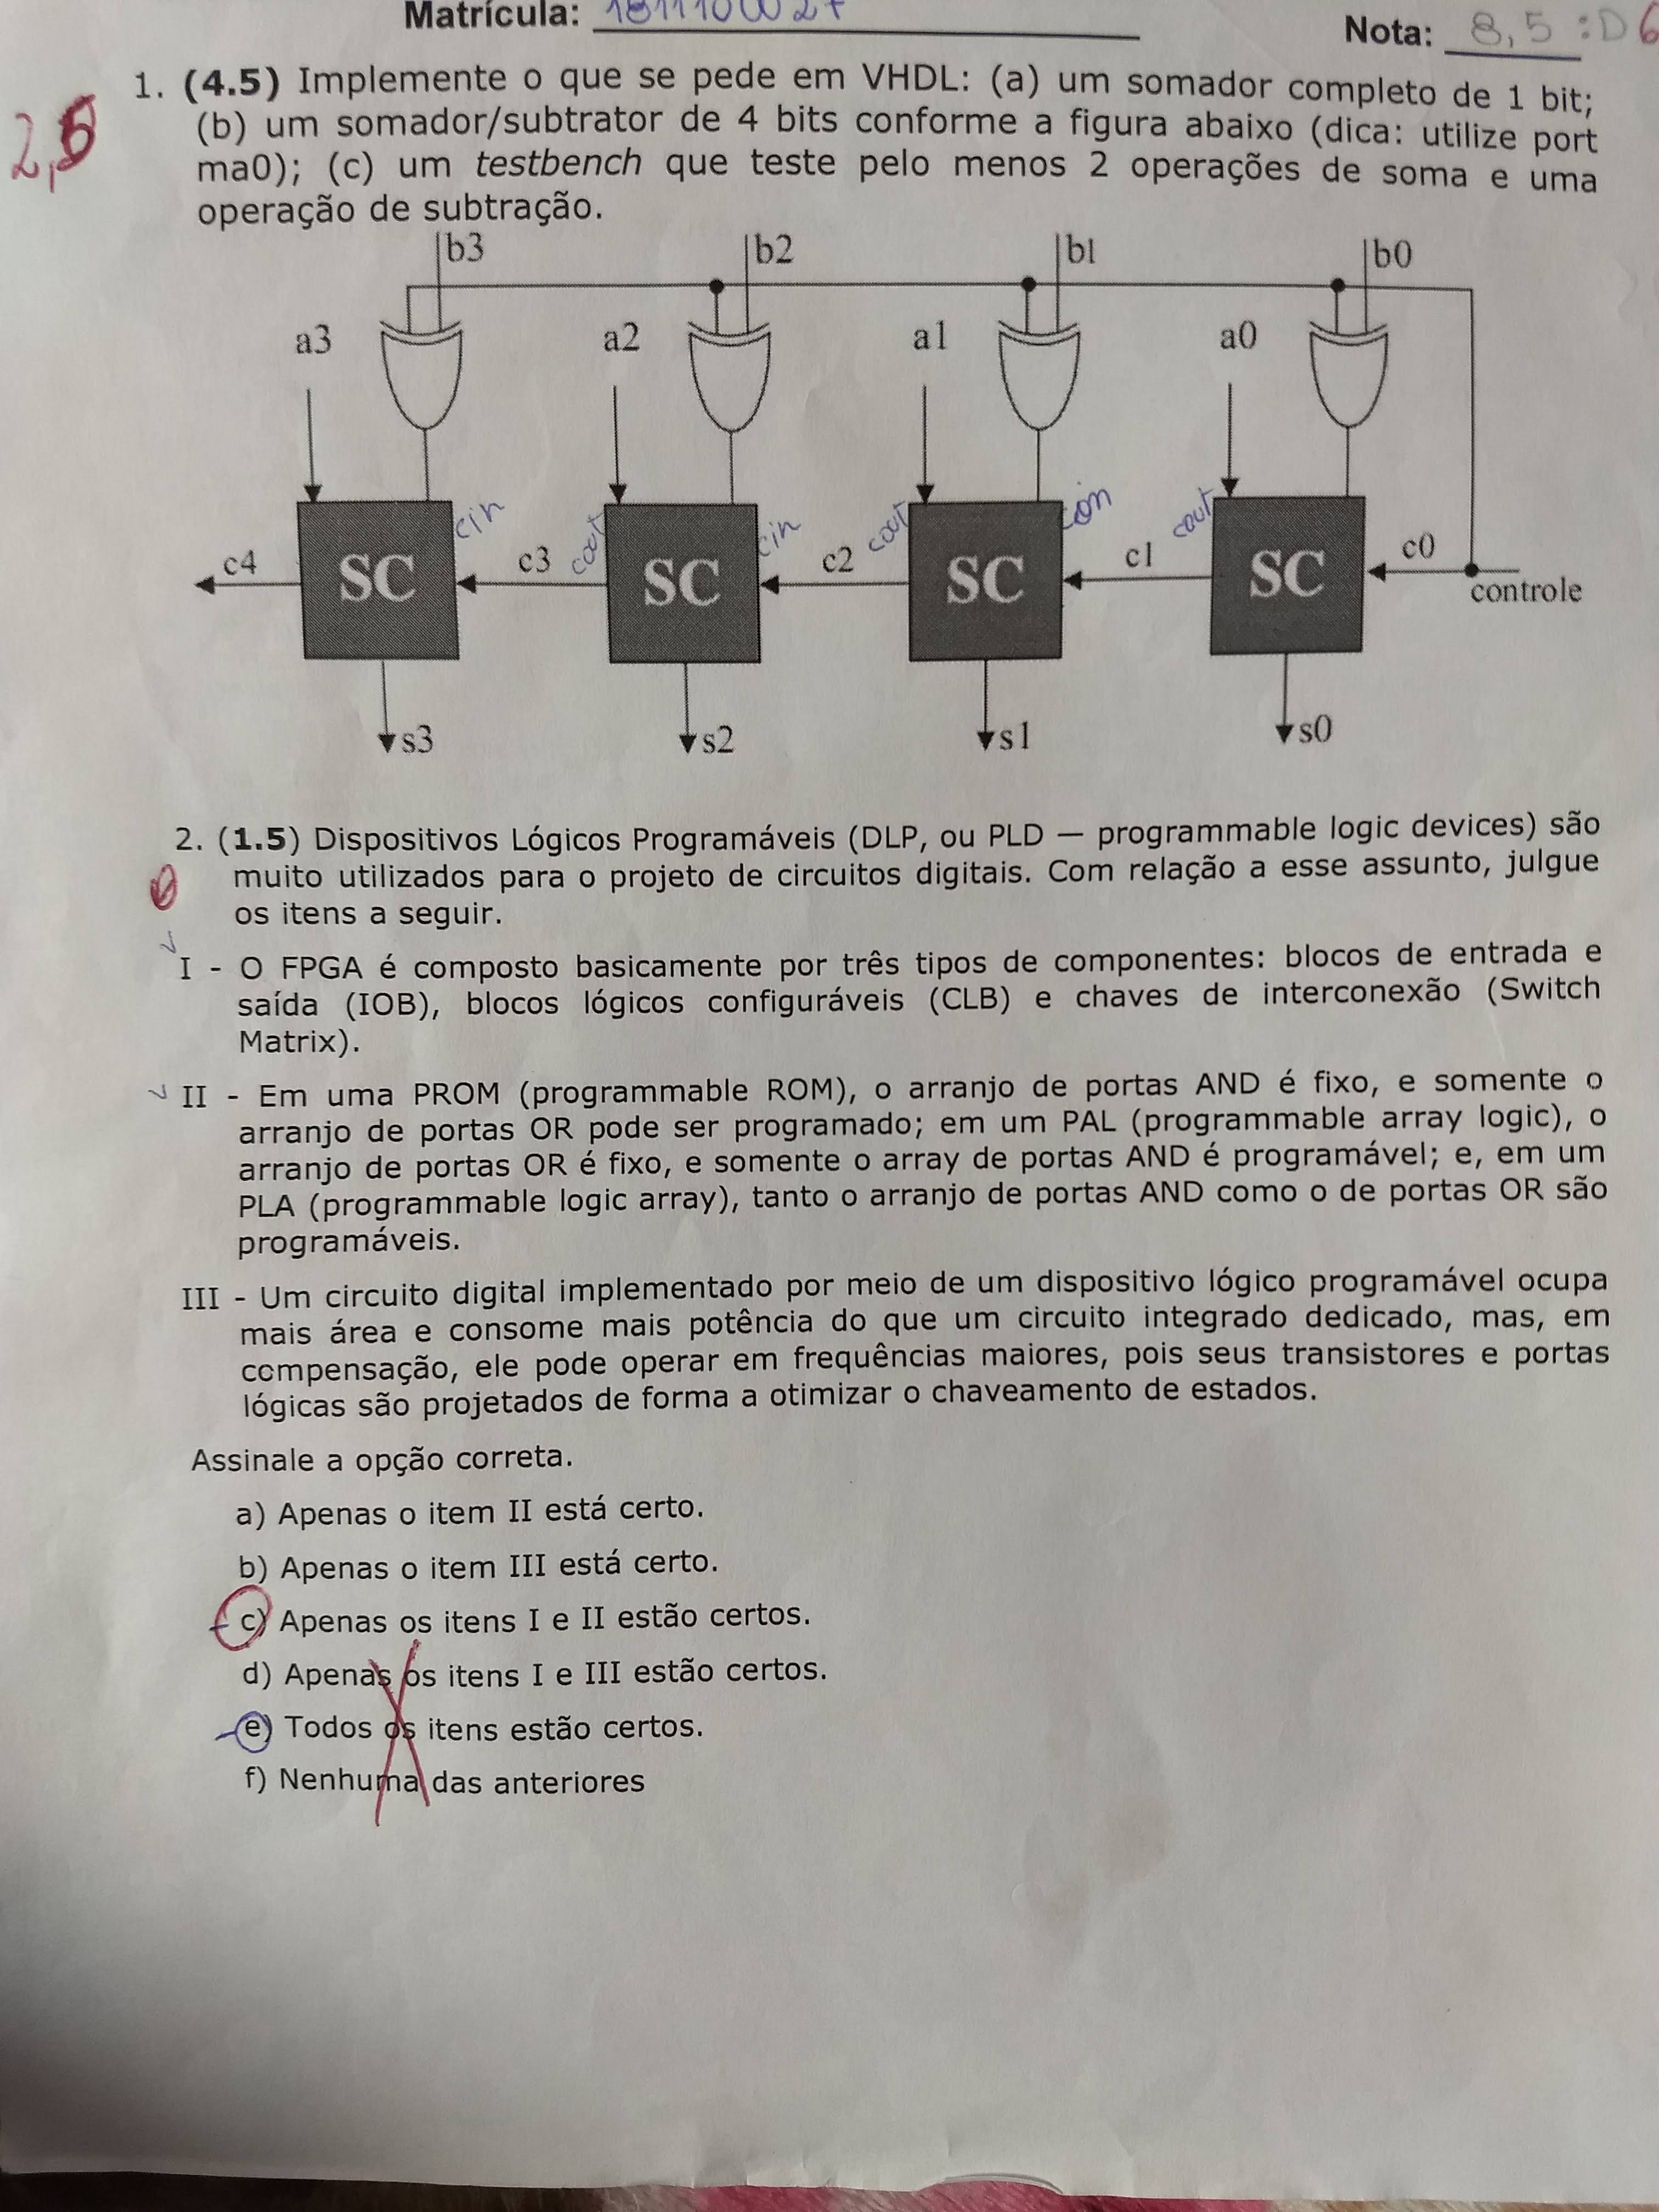 Matrícula:
Nota: 8,5 :D 6
1. (4.5) Implemente o que se pede em VHDL: (a) um somador completo de 1 bit;
(b) um somador/subtrator de 4 bits conforme a figura abaixo (dica: utilize port
ma0); (c) um testbench que teste pelo menos 2 operações de soma e uma
operação de subtração.
b3 b2 b1 b0
a3 a2 a1 a0
cin cout cin cout con cout
c4 SC c3 SC c2 SC c1 SC c0
controle
s3 s2 s1 s0
2. (1.5) Dispositivos Lógicos Programáveis (DLP, ou PLD — programmable logic devices) são
muito utilizados para o projeto de circuitos digitais. Com relação a esse assunto, julgue
os itens a seguir.
I - O FPGA é composto basicamente por três tipos de componentes: blocos de entrada e
saída (IOB), blocos lógicos configuráveis (CLB) e chaves de interconexão (Switch
Matrix).
II - Em uma PROM (programmable ROM), o arranjo de portas AND é fixo, e somente o
arranjo de portas OR pode ser programado; em um PAL (programmable array logic), o
arranjo de portas OR é fixo, e somente o array de portas AND é programável; e, em um
PLA (programmable logic array), tanto o arranjo de portas AND como o de portas OR são
programáveis.
III - Um circuito digital implementado por meio de um dispositivo lógico programável ocupa
mais área e consome mais potência do que um circuito integrado dedicado, mas, em
compensação, ele pode operar em frequências maiores, pois seus transistores e portas
lógicas são projetados de forma a otimizar o chaveamento de estados.
Assinale a opção correta.
a) Apenas o item II está certo.
b) Apenas o item III está certo.
c) Apenas os itens I e II estão certos.
d) Apenas os itens I e III estão certos.
e) Todos os itens estão certos.
f) Nenhuma das anteriores